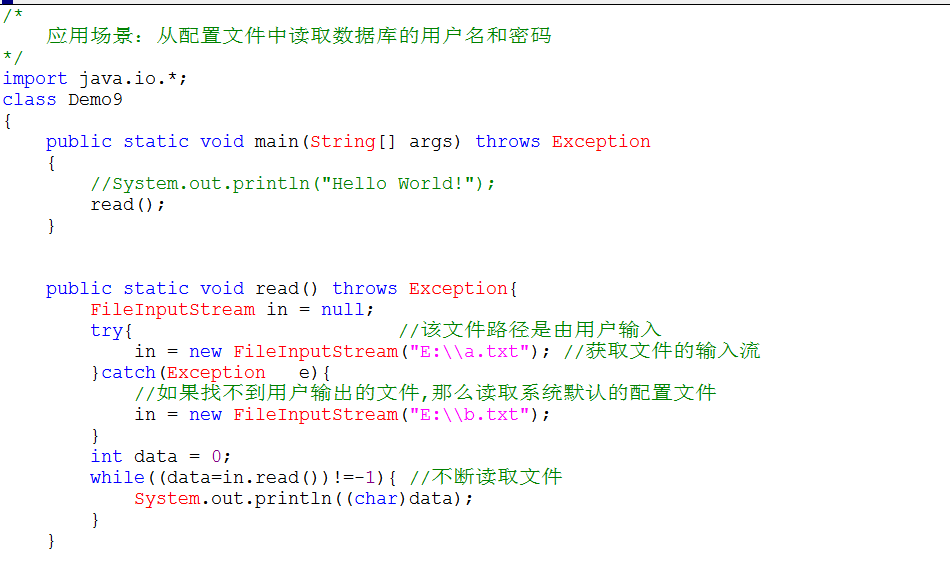 /*
    应用场景：从配置文件中读取数据库的用户名和密码
*/
import java.io.*;
class Demo9
{
    public static void main(String[] args) throws Exception
    {
        //System.out.println("Hello World!");
        read();
    }
    public static void read() throws Exception{
        FileInputStream in = null;
        try{                        //该文件路径是由用户输入
            in = new FileInputStream("E:\\a.txt"); //获取文件的输入流
        }catch(Exception   e){
            //如果找不到用户输出的文件,那么读取系统默认的配置文件
            in = new FileInputStream("E:\\b.txt");
        }
        int data = 0;
        while((data=in.read())!=-1){ //不断读取文件
            System.out.println((char)data);
        }
    }